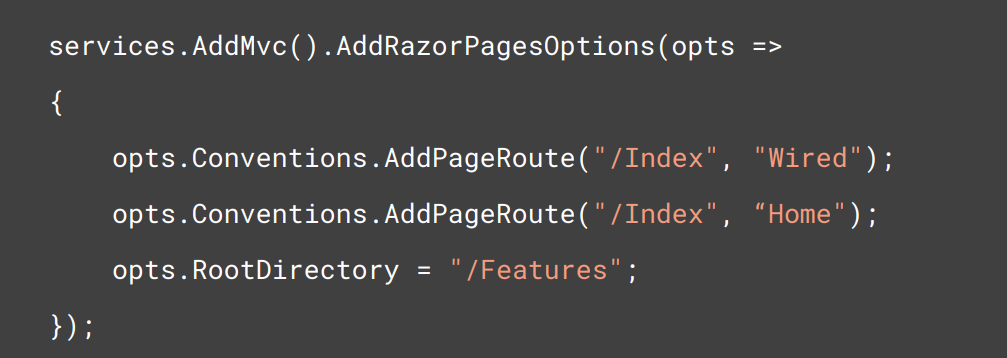 services.AddMvc().AddRazorPagesOptions(opts =>
{
    opts.Conventions.AddPageRoute("/Index", "Wired");
    opts.Conventions.AddPageRoute("/Index", “Home");
    opts.RootDirectory = "/Features";
});